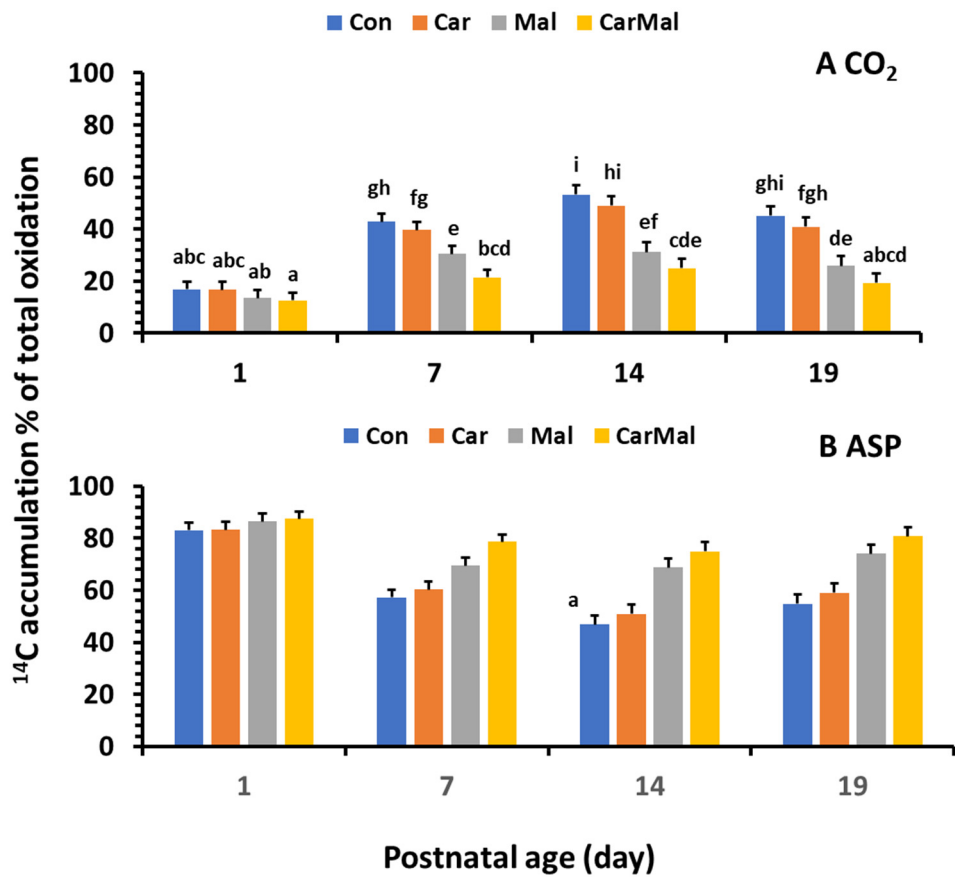 Con Car Mal CarMal
A CO₂
¹⁴C accumulation % of total oxidation
100
80
60
40
20
0
abc abc ab a
gh fg e bcd
i hi ef cde
ghi fgh de abcd
1 7 14 19
Con Car Mal CarMal
B ASP
100
80
60
40
20
0
a
1 7 14 19
Postnatal age (day)